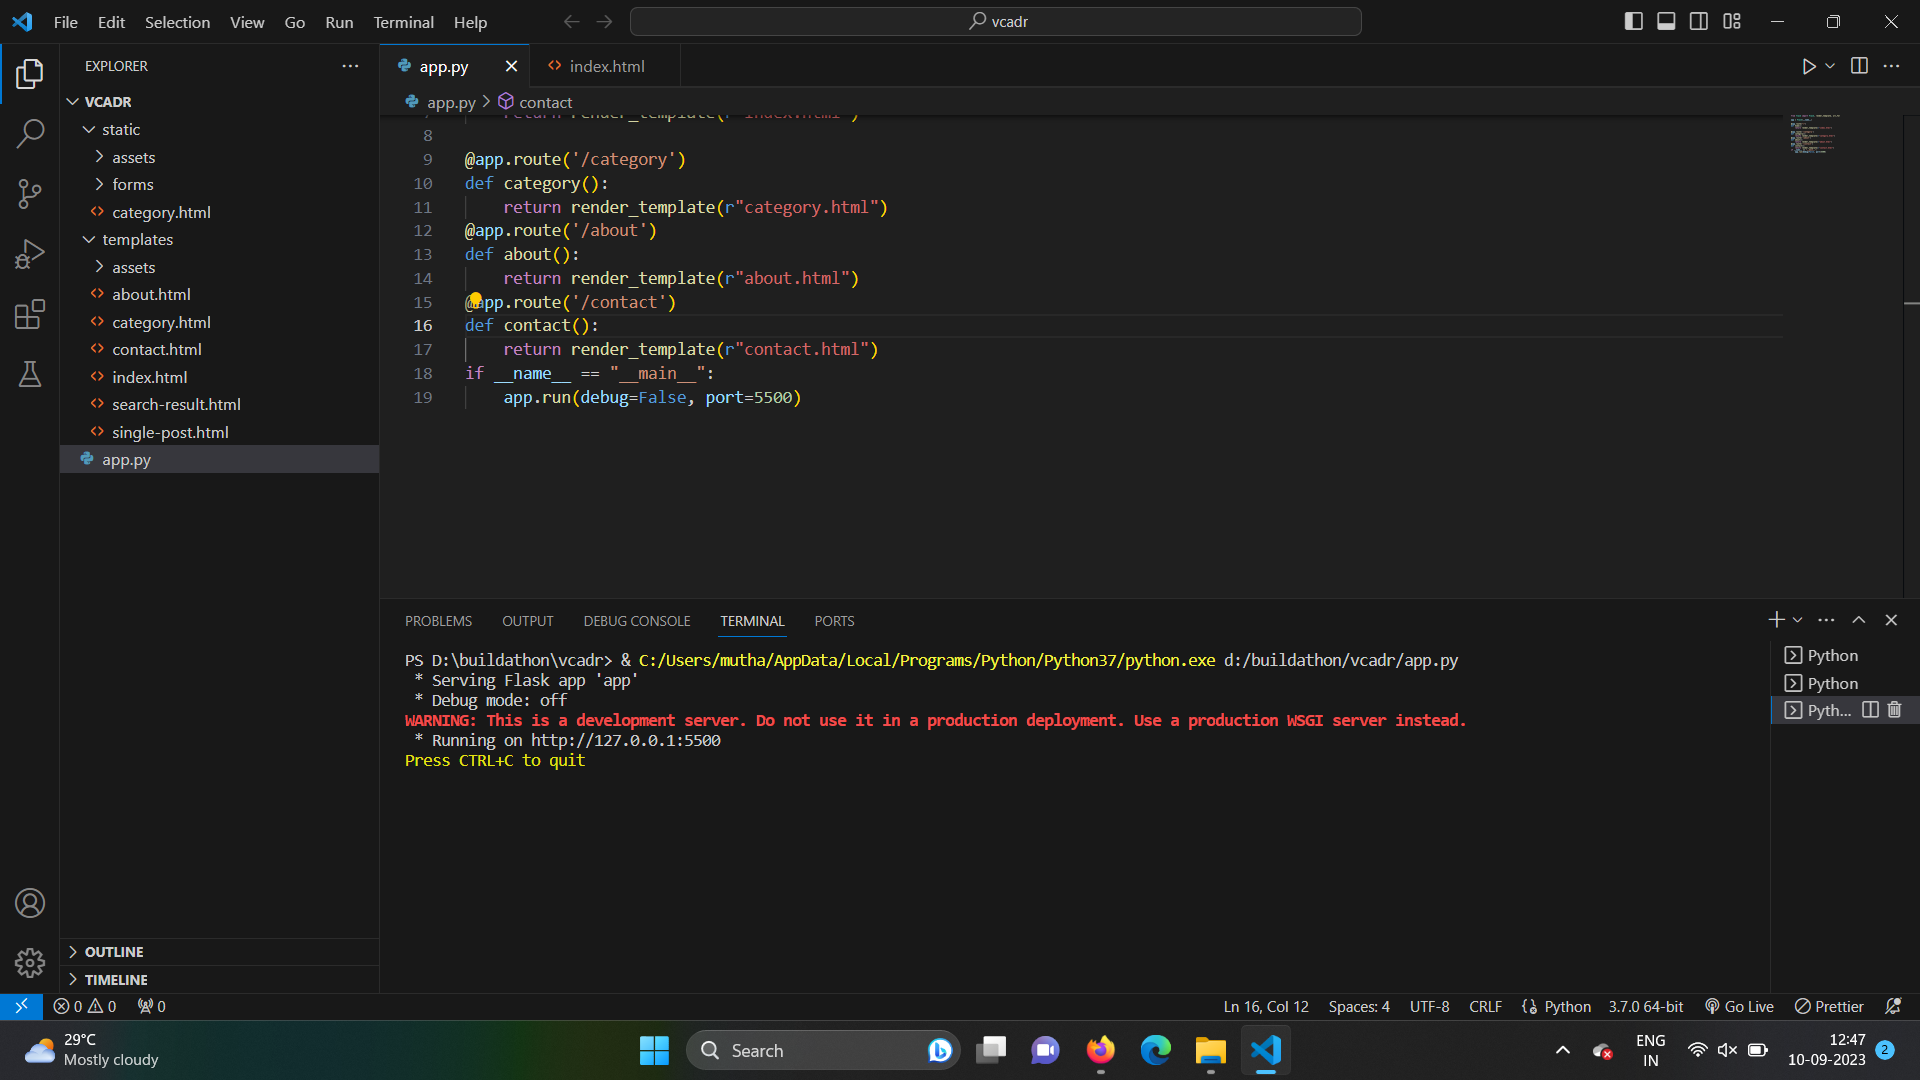 File Edit Selection View Go Run Terminal Help
vcadr
EXPLORER
VCADR
static
assets
forms
category.html
templates
assets
about.html
category.html
contact.html
index.html
search-result.html
single-post.html
app.py
OUTLINE
TIMELINE
app.py
index.html
app.py > contact
8
9 @app.route('/category')
10 def category():
11 return render_template(r"category.html")
12 @app.route('/about')
13 def about():
14 return render_template(r"about.html")
15 @app.route('/contact')
16 def contact():
17 return render_template(r"contact.html")
18 if __name__ == "__main__":
19 app.run(debug=False, port=5500)
PROBLEMS OUTPUT DEBUG CONSOLE TERMINAL PORTS
PS D:\buildathon\vcadr> & C:/Users/mutha/AppData/Local/Programs/Python/Python37/python.exe d:/buildathon/vcadr/app.py
* Serving Flask app 'app'
* Debug mode: off
WARNING: This is a development server. Do not use it in a production deployment. Use a production WSGI server instead.
* Running on http://127.0.0.1:5500
Press CTRL+C to quit
Python
Python
Pyth...
0 0 0
Ln 16, Col 12 Spaces: 4 UTF-8 CRLF Python 3.7.0 64-bit Go Live Prettier
29°C
Mostly cloudy
Search
ENG
IN
12:47
10-09-2023
2